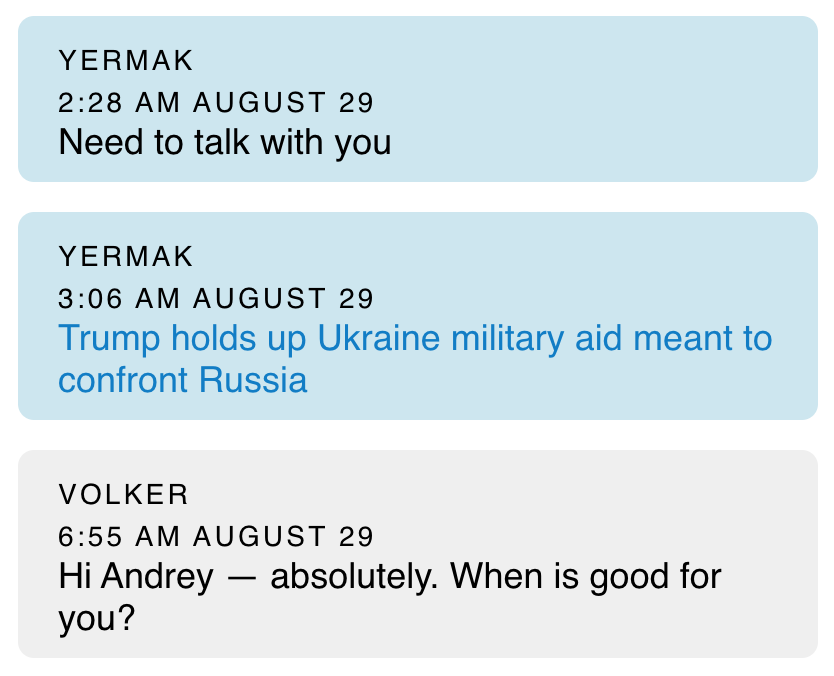 YERMAK
2:28 AM AUGUST 29
Need to talk with you
YERMAK
3:06 AM AUGUST 29
Trump holds up Ukraine military aid meant to
confront Russia
VOLKER
6:55 AM AUGUST 29
Hi Andrey — absolutely. When is good for
you?